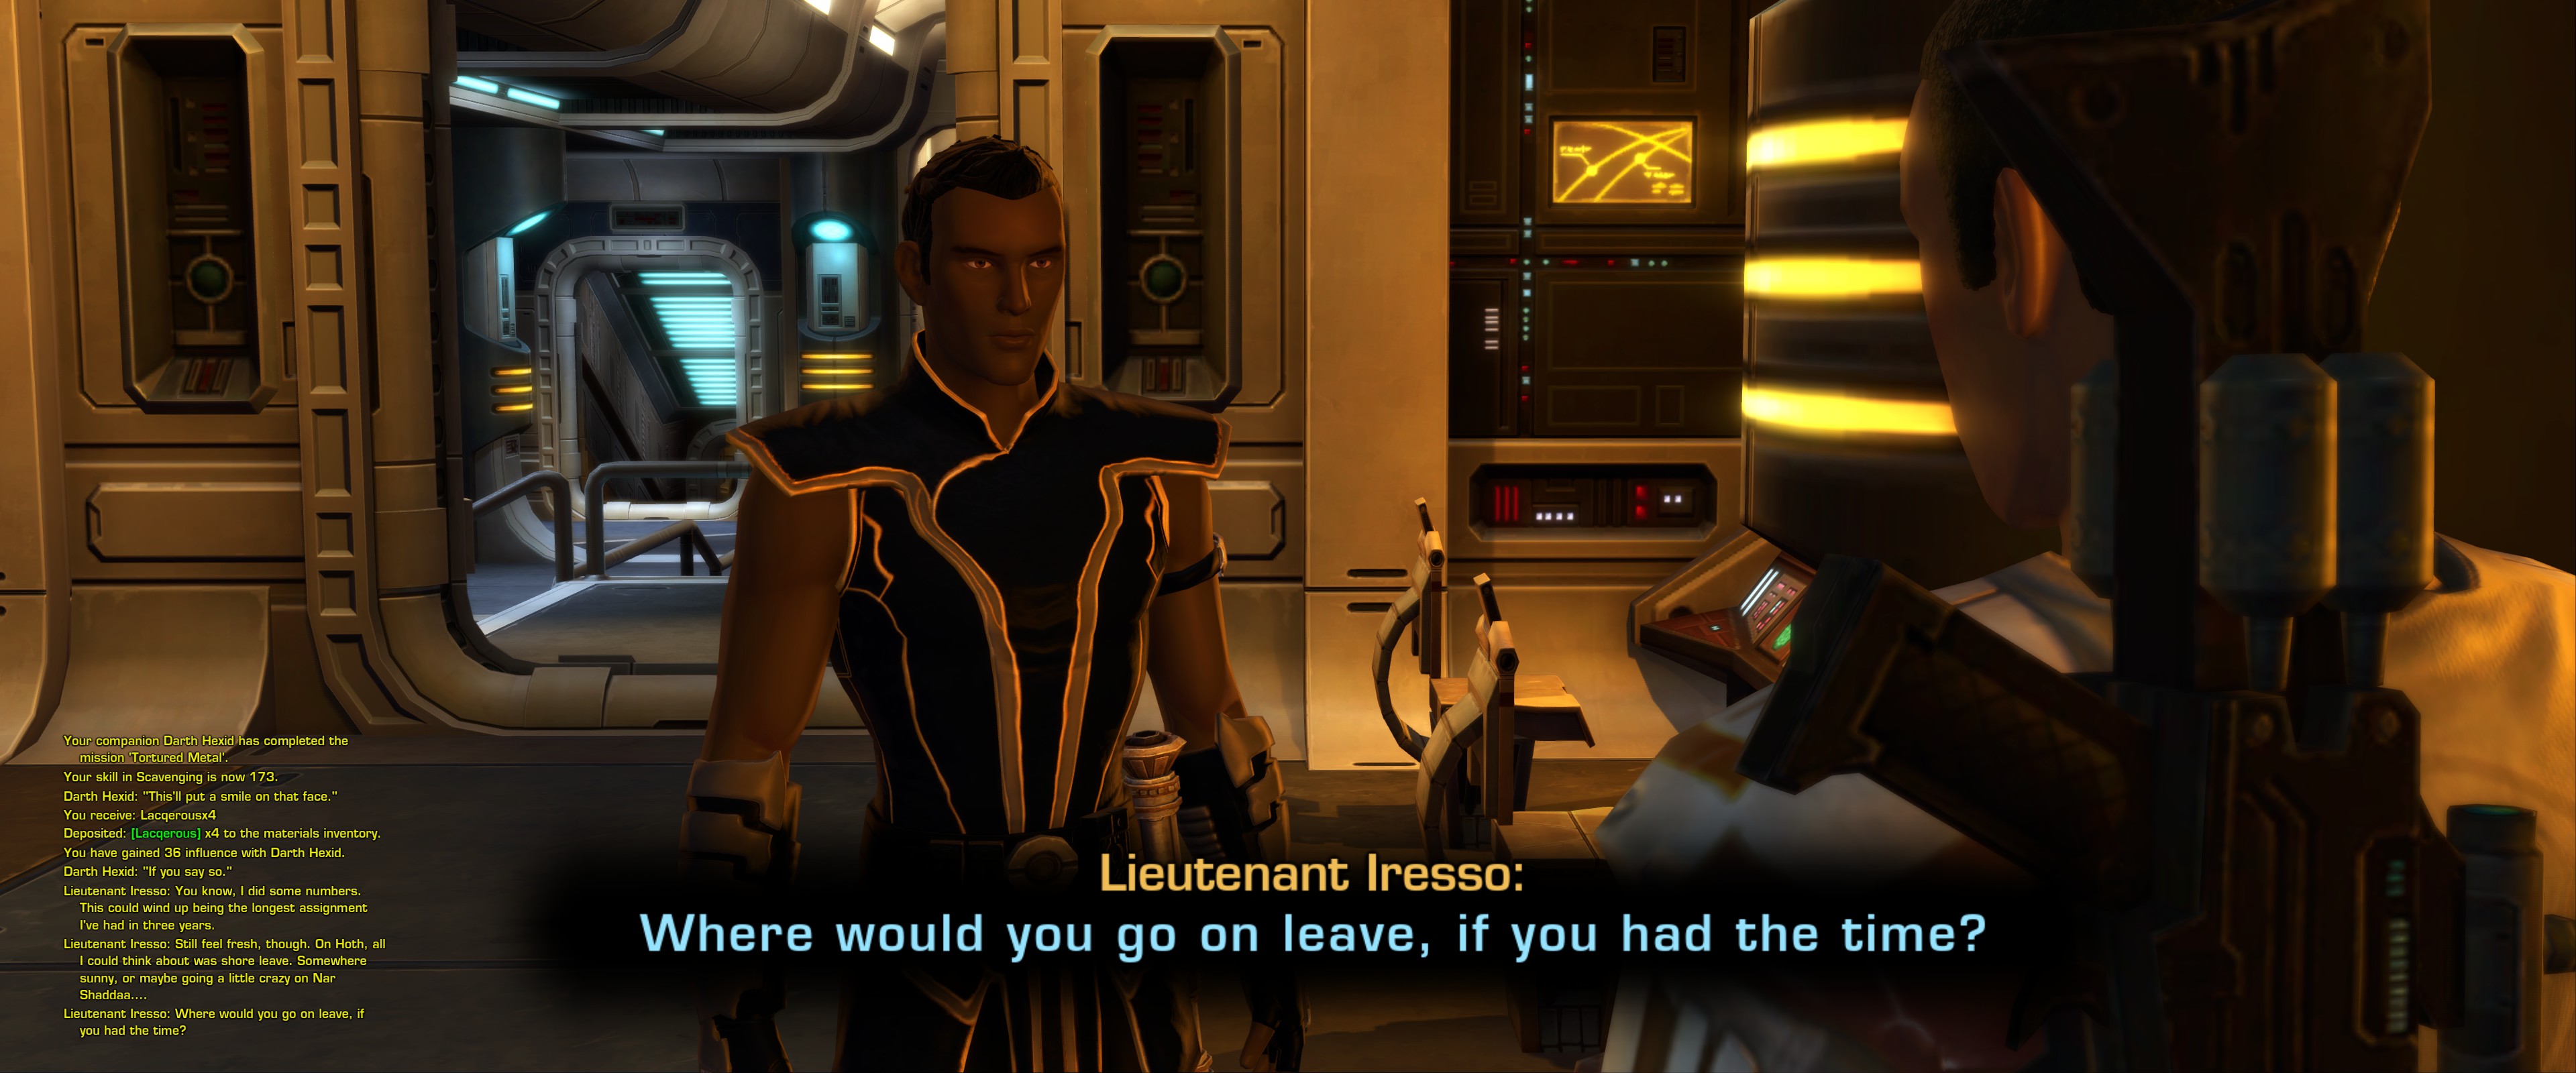 Your companion Darth Hexid has completed the
mission 'Tortured Metal'.
Your skill in Scavenging is now 173.
Darth Hexid: "This'll put a smile on that face."
You receive: Lacqerousx4
Deposited: [Lacqerous] x4 to the materials inventory.
You have gained 36 influence with Darth Hexid.
Darth Hexid: "If you say so."
Lieutenant Iresso: You know, I did some numbers.
This could wind up being the longest assignment
I've had in three years.
Lieutenant Iresso: Still feel fresh, though. On Hoth, all
I could think about was shore leave. Somewhere
sunny, or maybe going a little crazy on Nar
Shaddaa....
Lieutenant Iresso: Where would you go on leave, if
you had the time?
Lieutenant Iresso:
Where would you go on leave, if you had the time?